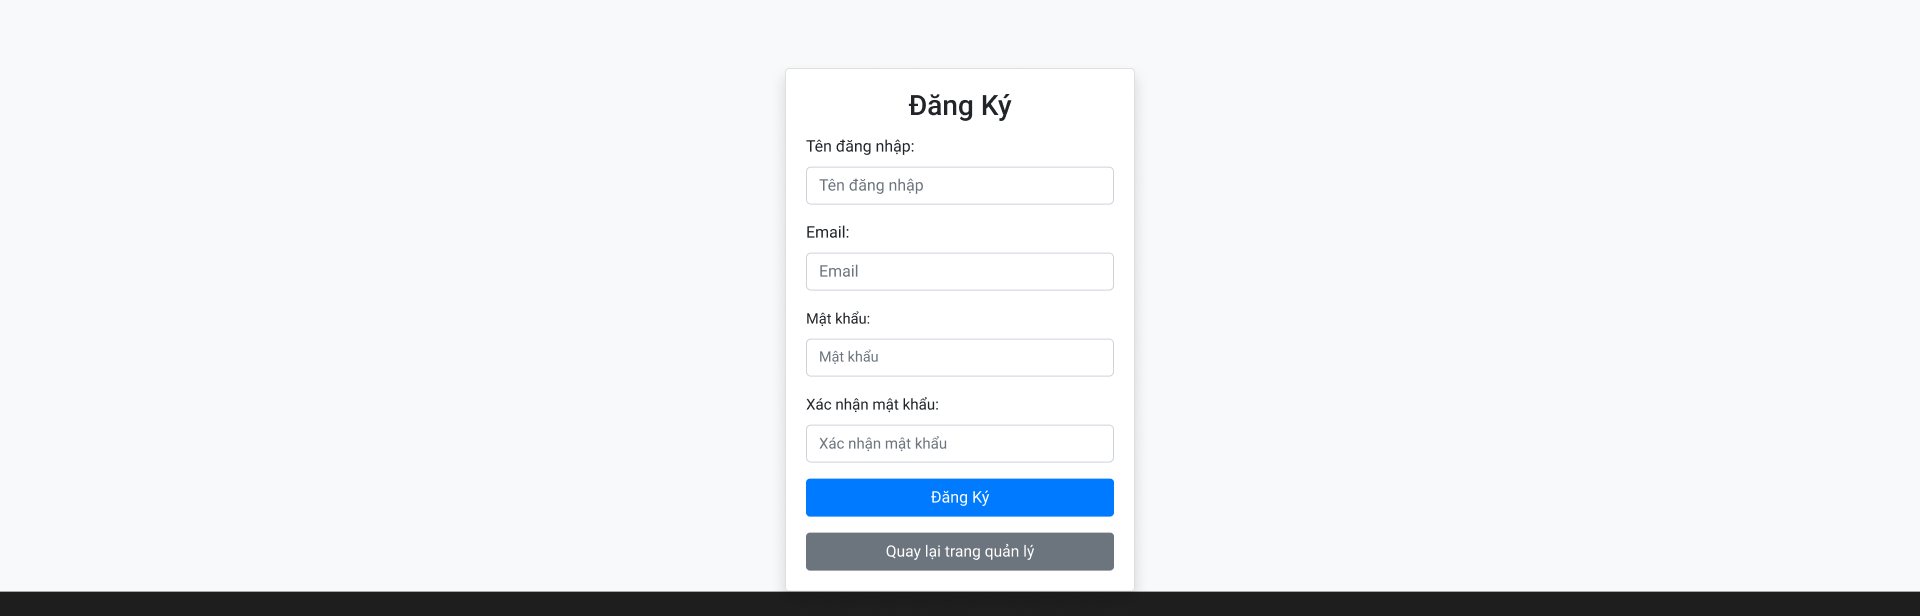 Đăng Ký
Tên đăng nhập:
Tên đăng nhập
Email:
Email
Mật khẩu:
Mật khẩu
Xác nhận mật khẩu:
Xác nhận mật khẩu
Đăng Ký
Quay lại trang quản lý